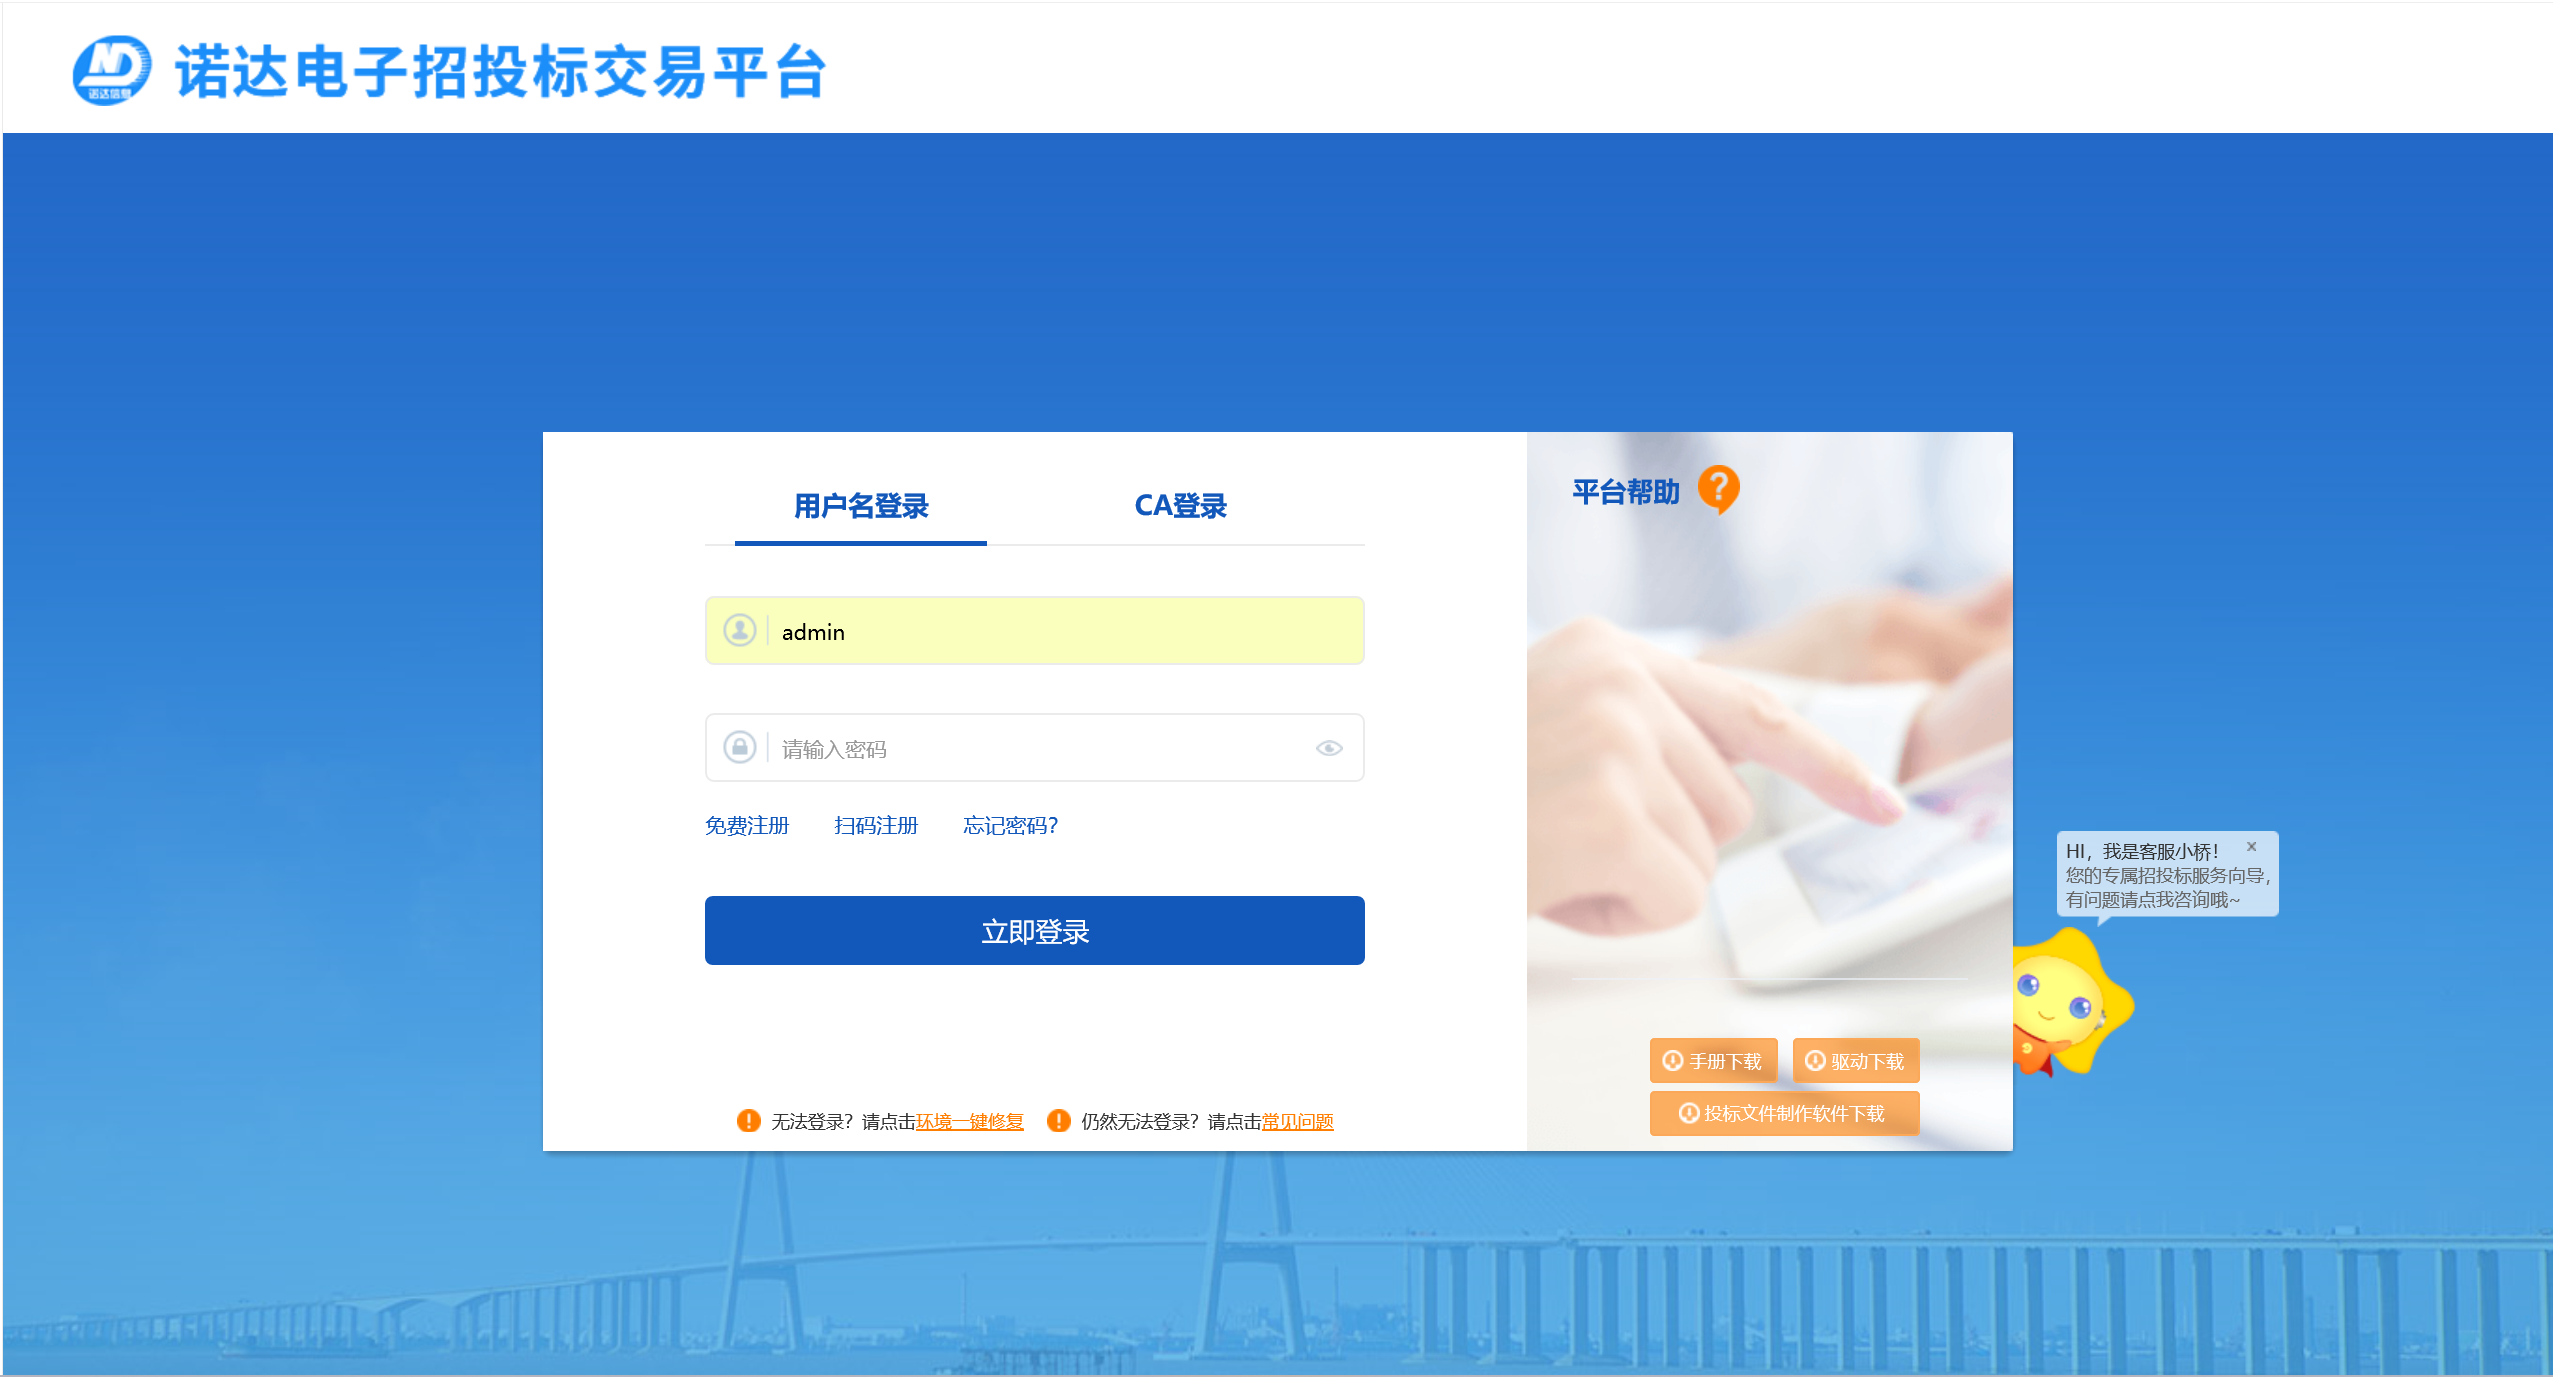 诺达信息
诺达电子招投标交易平台
用户名登录
CA登录
平台帮助
admin
请输入密码
免费注册
扫码注册
忘记密码?
立即登录
HI，我是客服小桥！
您的专属招投标服务向导，
有问题请点我咨询哦~
手册下载
驱动下载
投标文件制作软件下载
无法登录？请点击环境一键修复
仍然无法登录？请点击常见问题